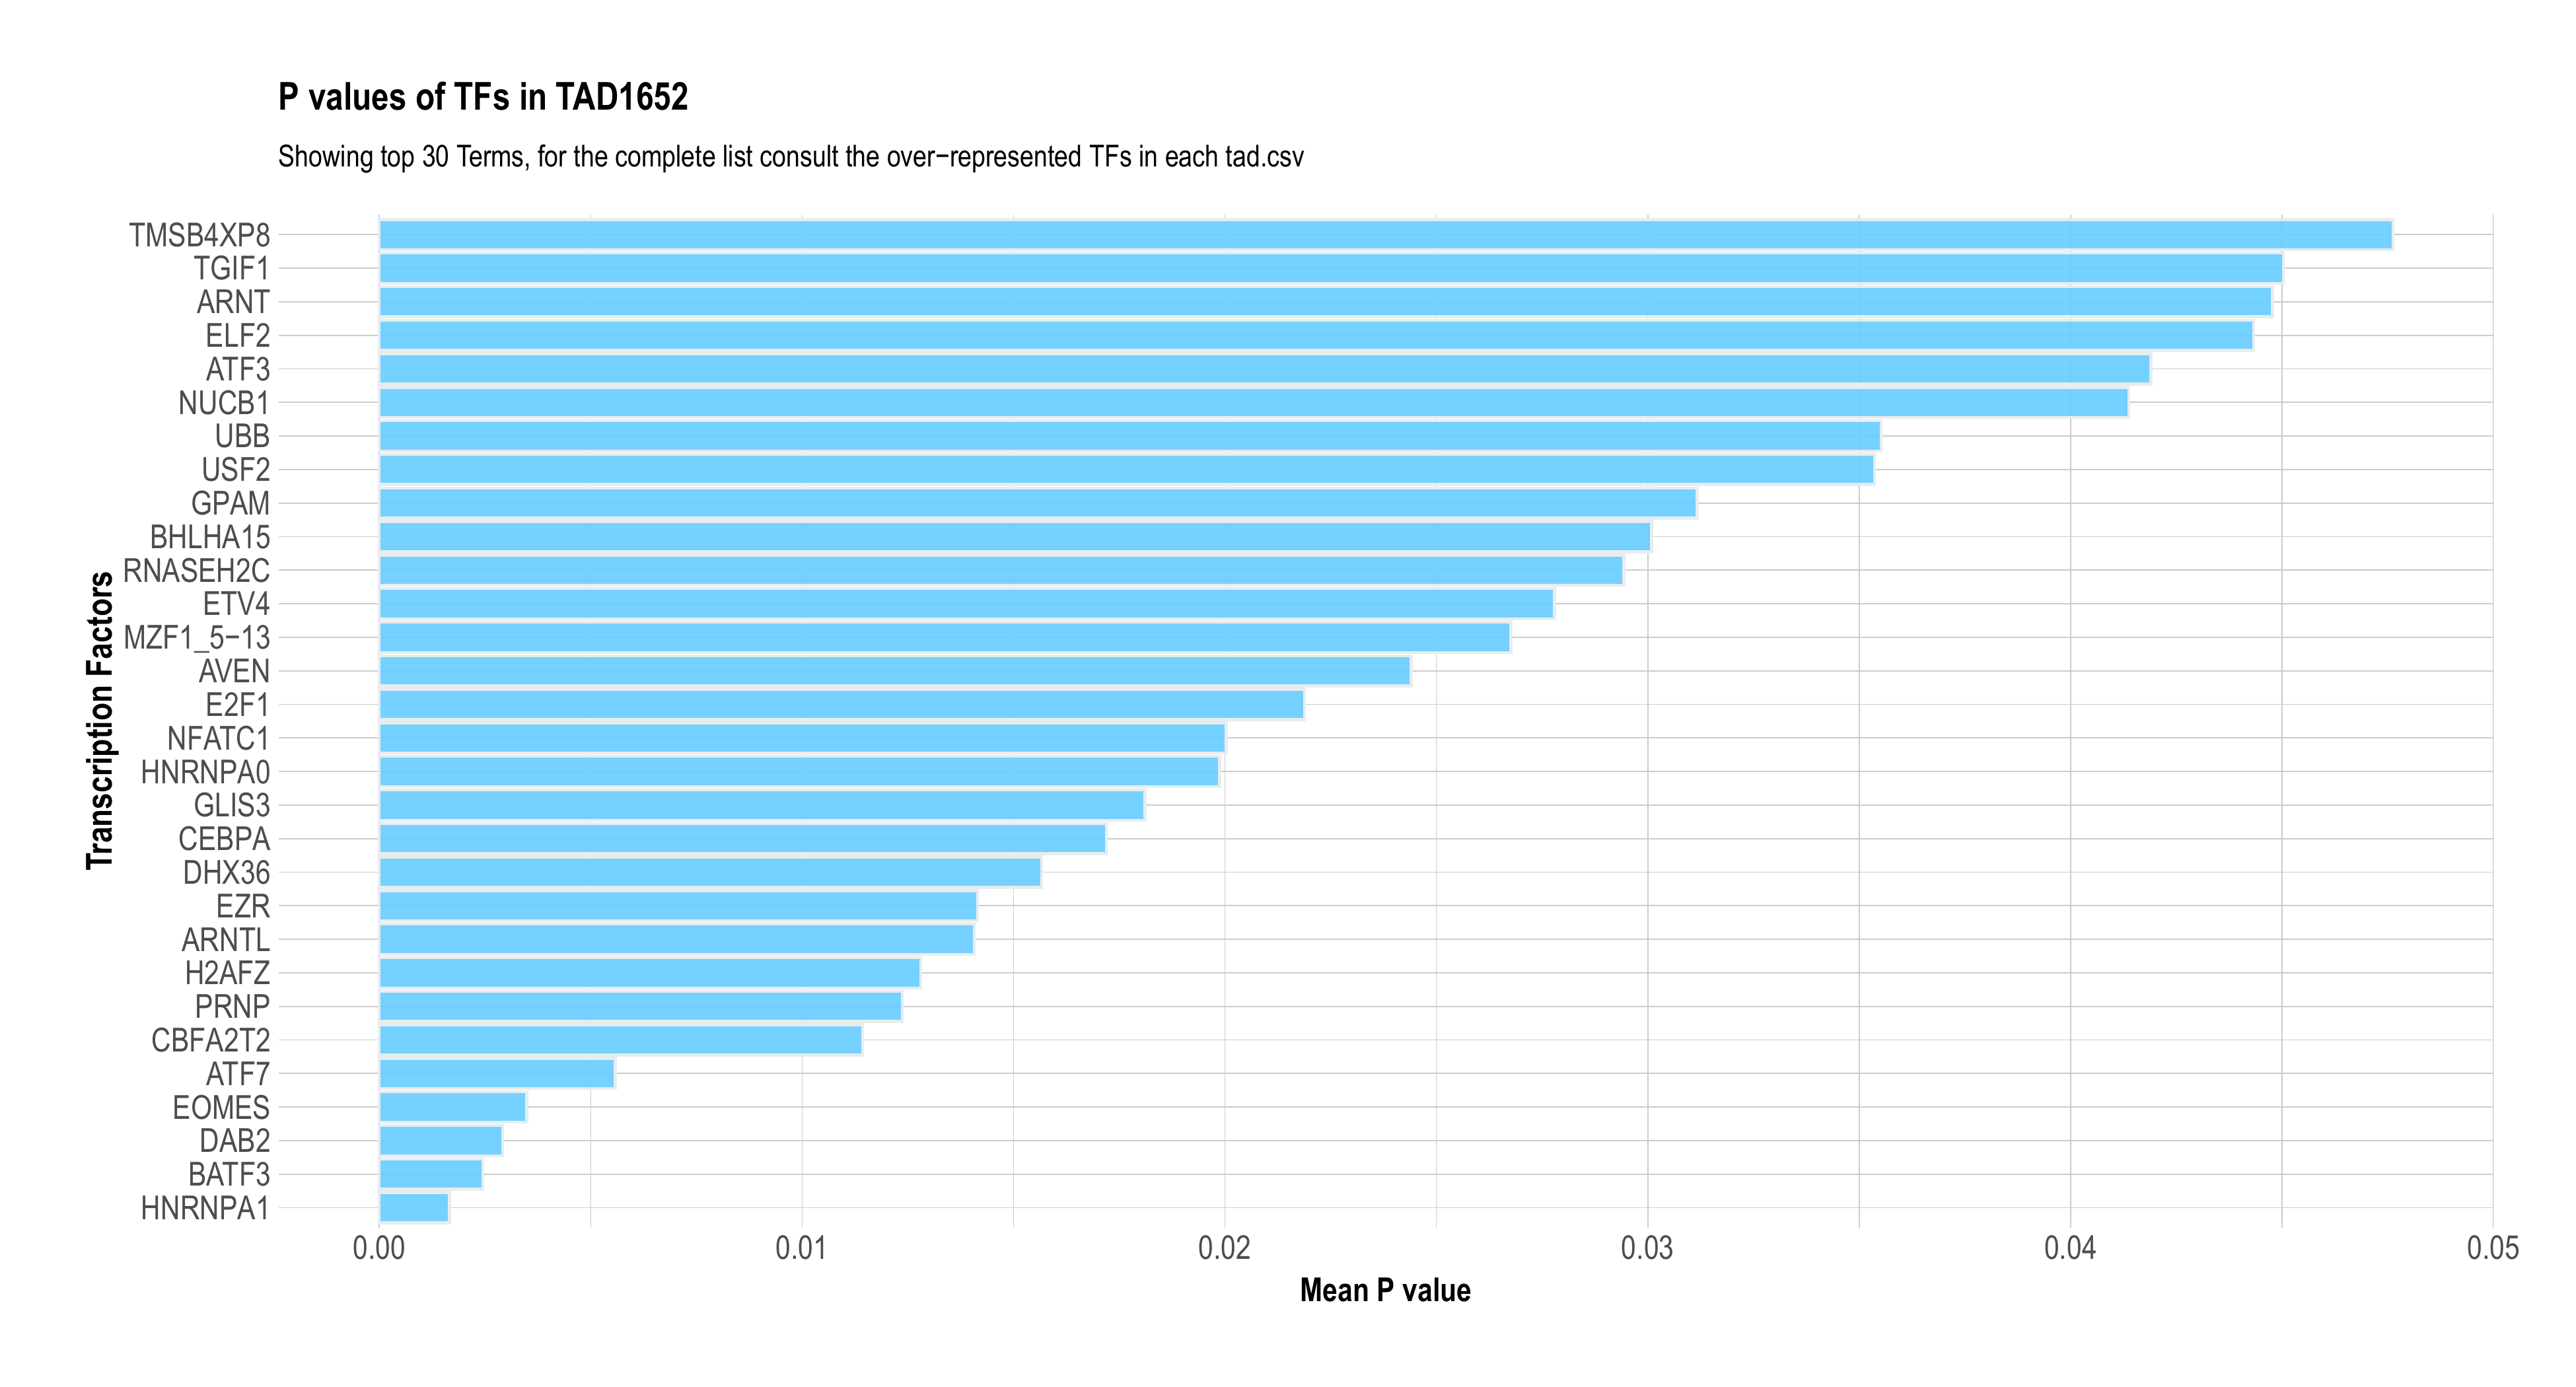 P values of TFs in TAD1652
Showing top 30 Terms, for the complete list consult the over−represented TFs in each tad.csv
Transcription Factors
TMSB4XP8
TGIF1
ARNT
ELF2
ATF3
NUCB1
UBB
USF2
GPAM
BHLHA15
RNASEH2C
ETV4
MZF1_5−13
AVEN
E2F1
NFATC1
HNRNPA0
GLIS3
CEBPA
DHX36
EZR
ARNTL
H2AFZ
PRNP
CBFA2T2
ATF7
EOMES
DAB2
BATF3
HNRNPA1
0.00 0.01 0.02 0.03 0.04 0.05
Mean P value